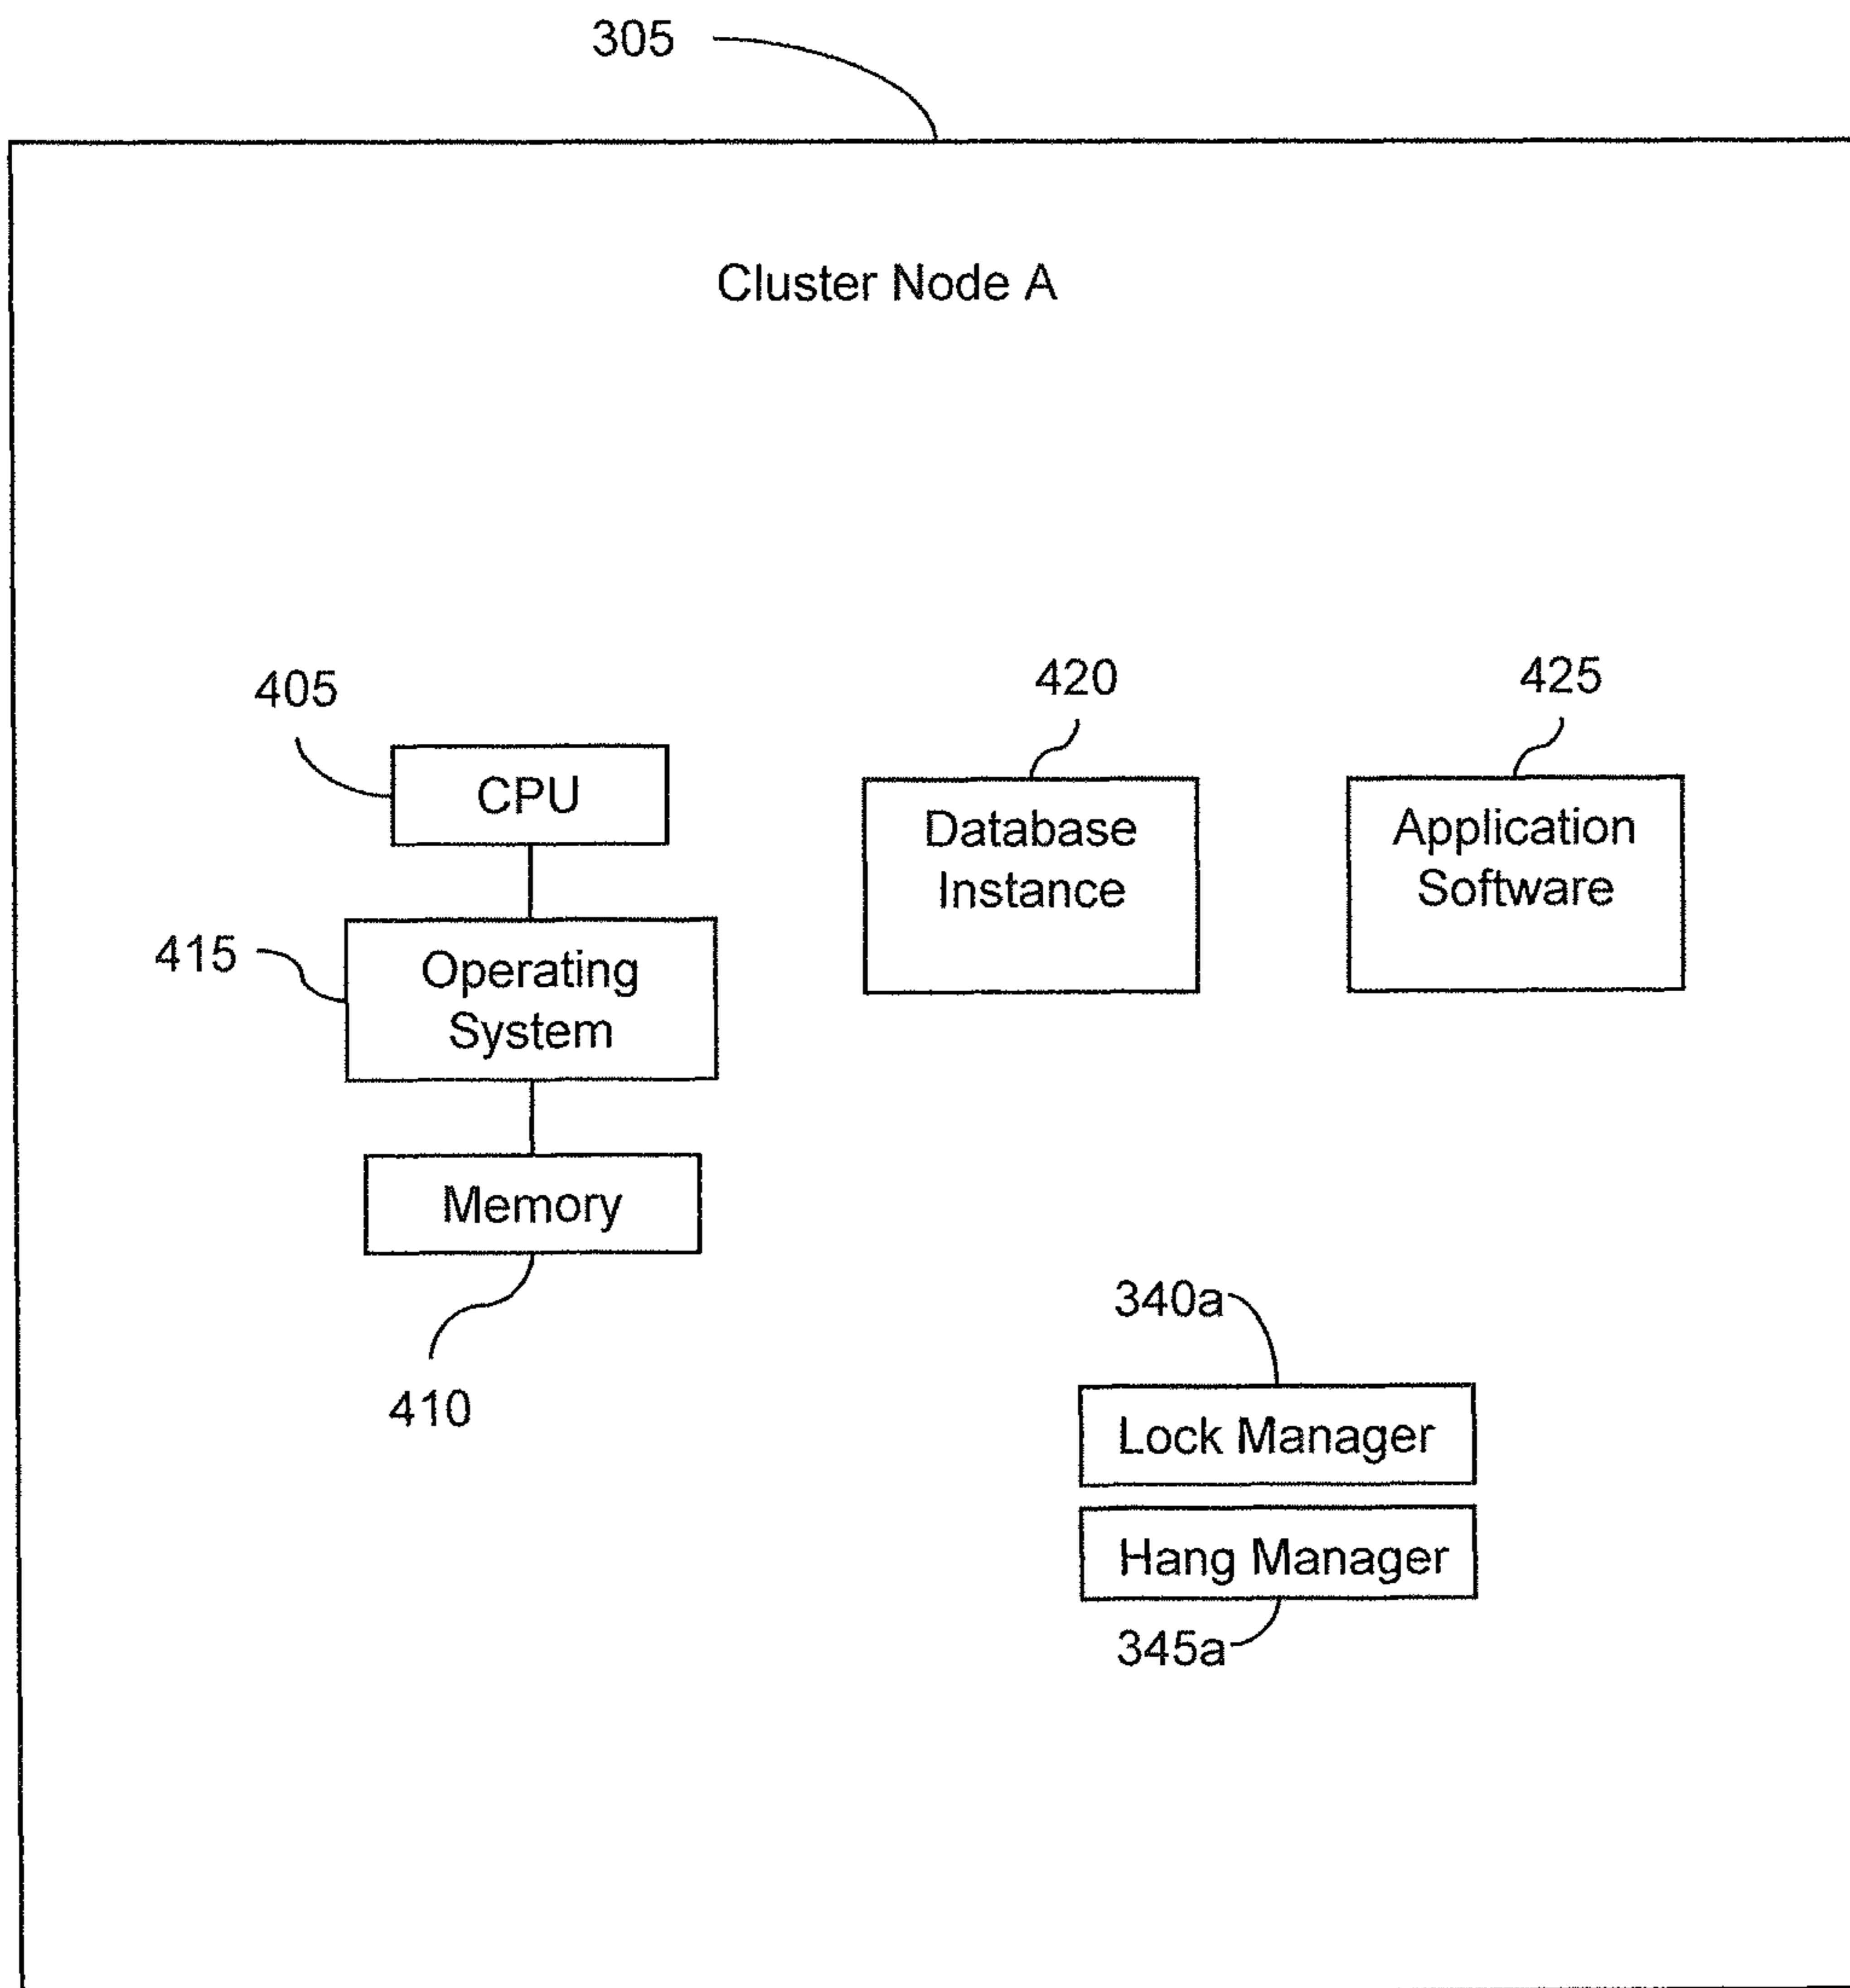 305
Cluster Node A
405
CPU
415
Operating
System
Memory
410
420
Database
Instance
425
Application
Software
340a
Lock Manager
Hang Manager
345a